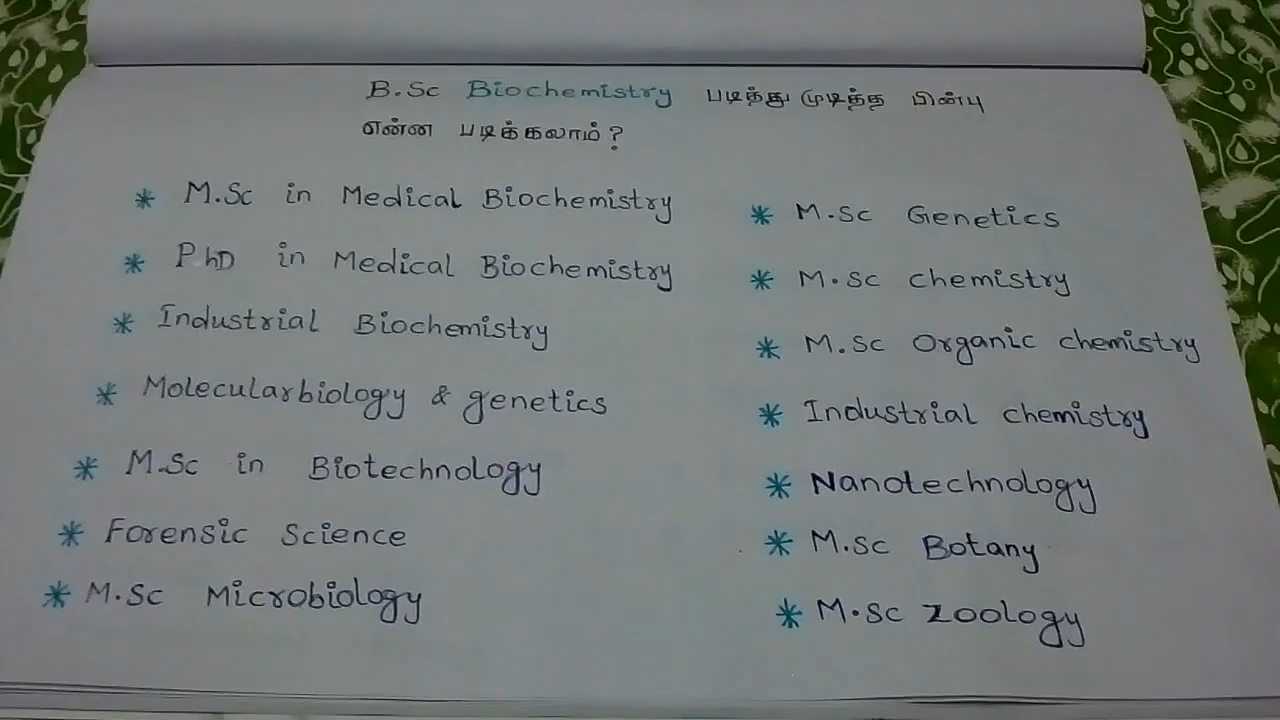 B.Sc Biochemistry படித்து முடித்த பின்பு
என்ன படிக்கலாம்?
* M.Sc in Medical Biochemistry
* PhD in Medical Biochemistry
* Industrial Biochemistry
* Molecularbiology & genetics
* M.Sc in Biotechnology
* Forensic Science
* M.Sc Microbiology
* M.Sc Genetics
* M.Sc chemistry
* M.Sc Organic chemistry
* Industrial chemistry
* Nanotechnology
* M.Sc Botany
* M.Sc Zoology